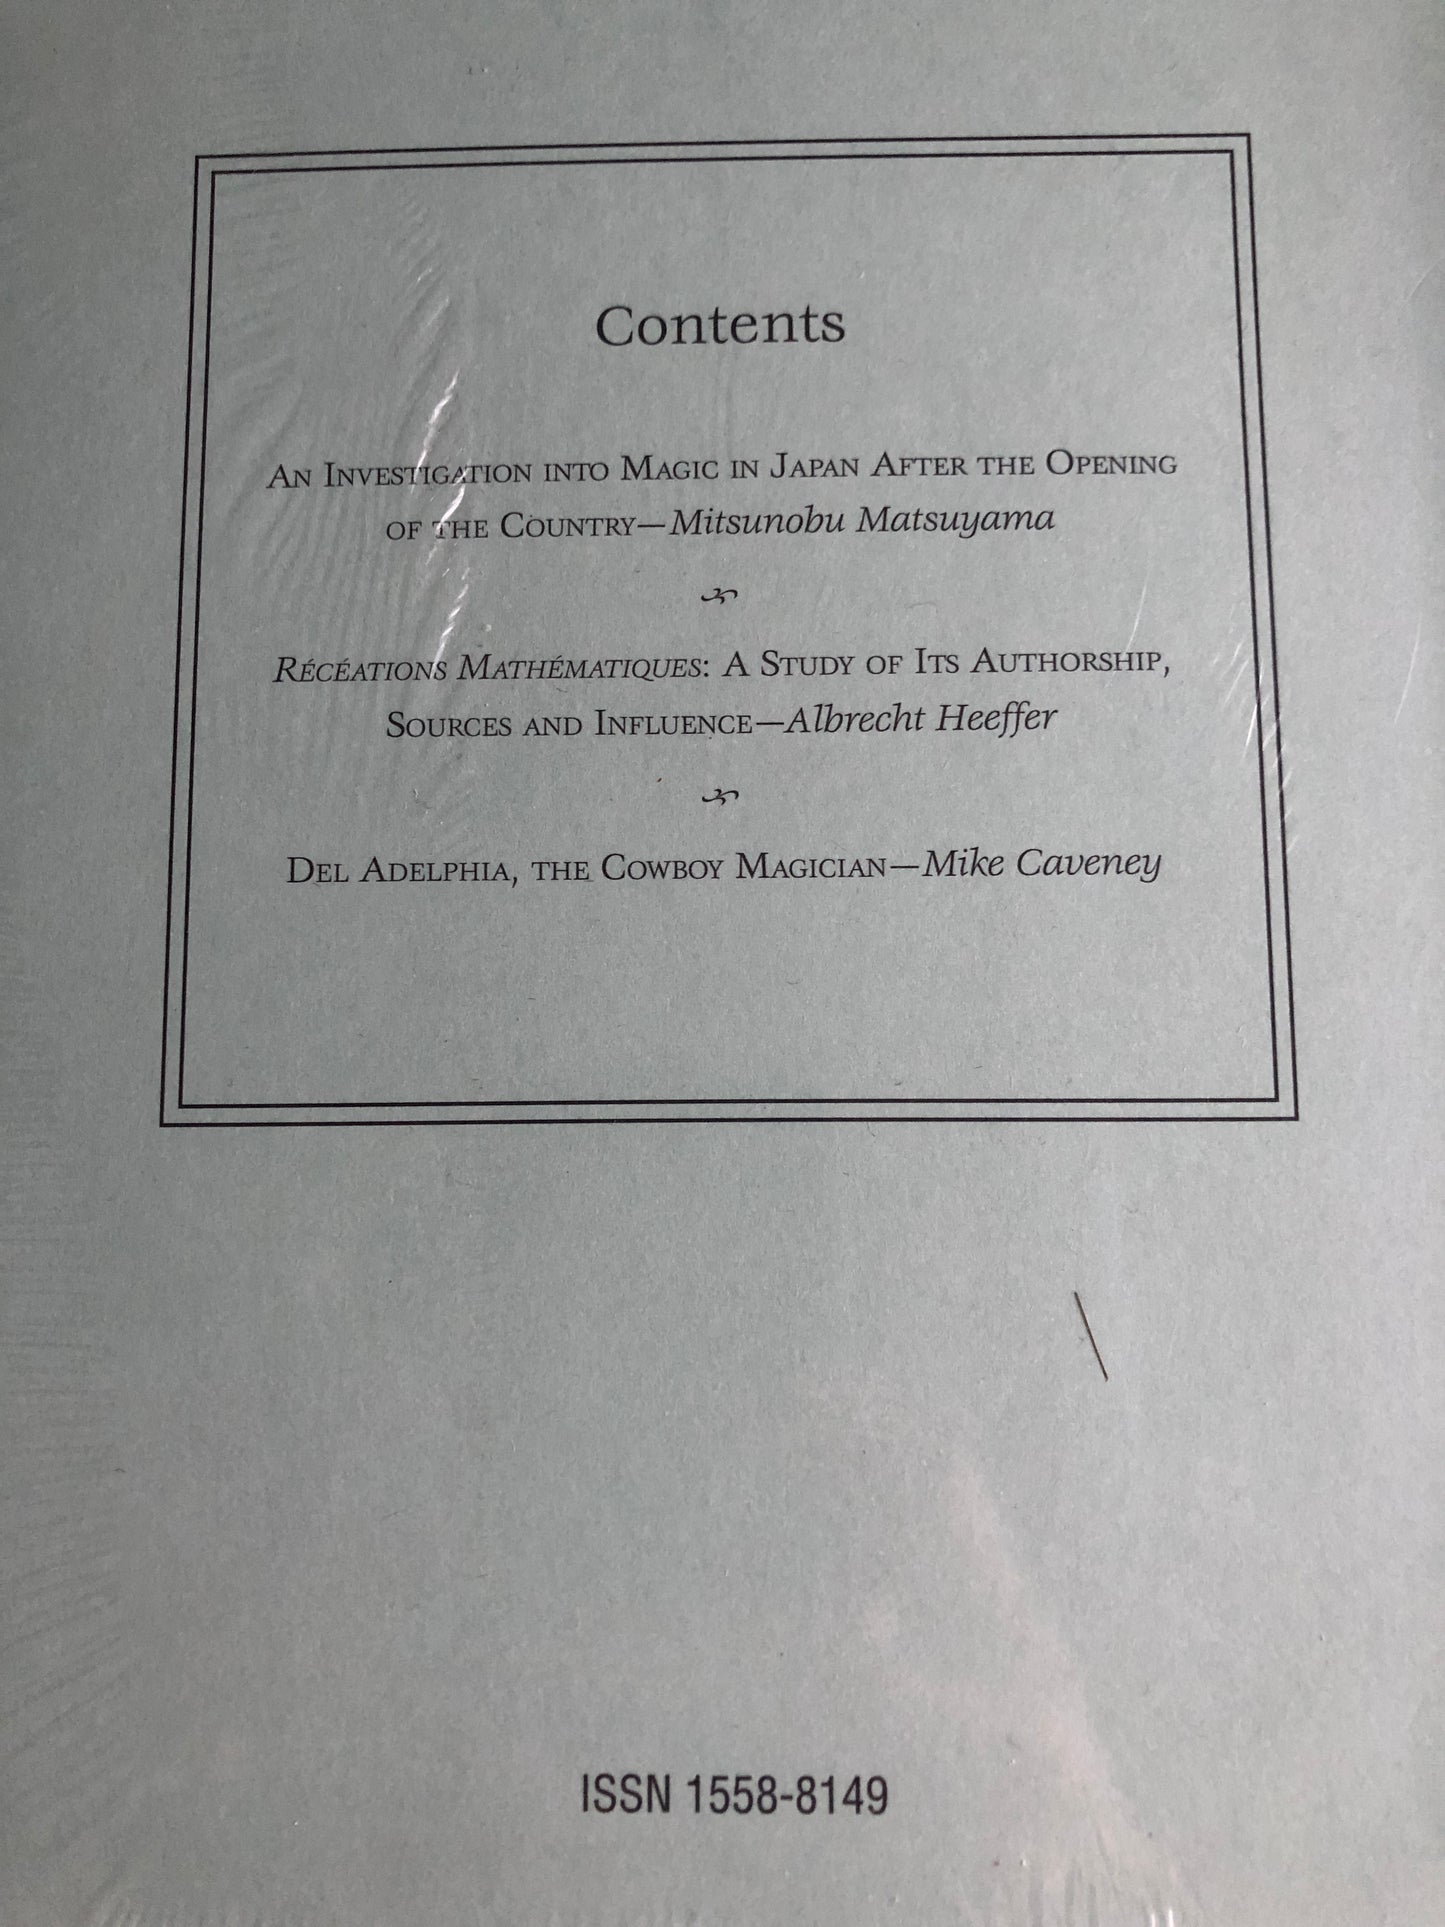 Contents
An Investigation into Magic in Japan After the Opening
of the Country—Mitsunobu Matsuyama
Récéations Mathématiques: A Study of Its Authorship,
Sources and Influence—Albrecht Heeffer
Del Adelphia, the Cowboy Magician—Mike Caveney
ISSN 1558-8149